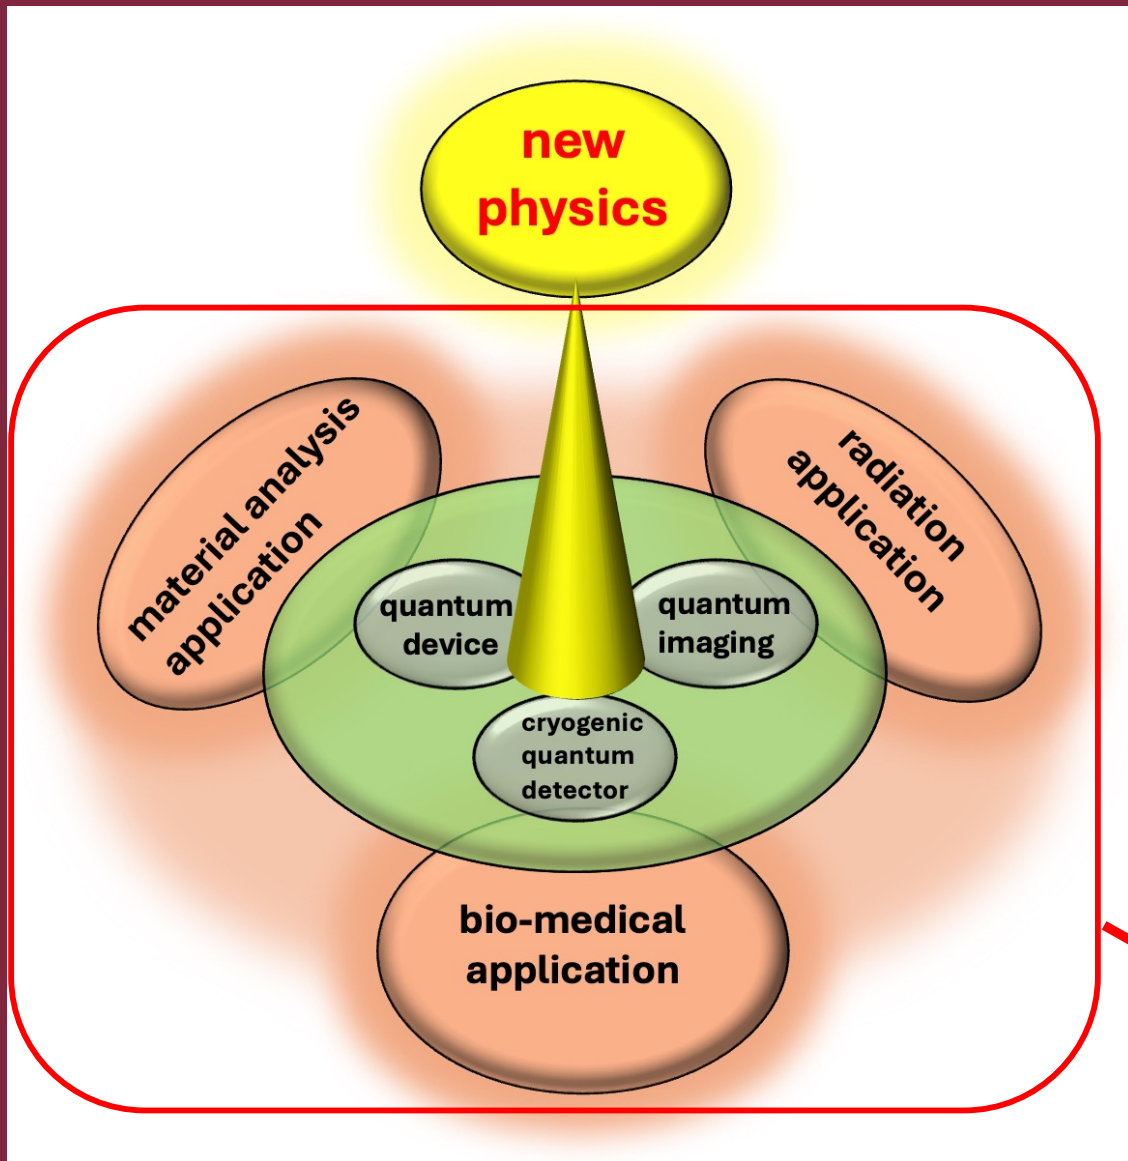 new
physics
material analysis
application
radiation
application
quantum
device
quantum
imaging
cryogenic
quantum
detector
bio-medical
application